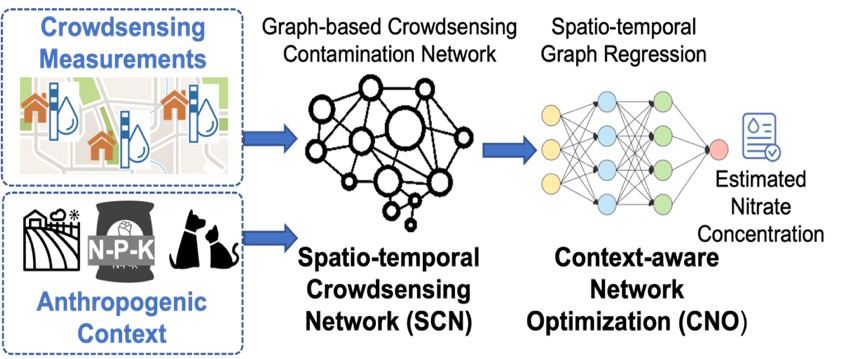 Crowdsensing
Measurements
N-P-K
Anthropogenic
Context
Graph-based Crowdsensing
Contamination Network
Spatio-temporal
Crowdsensing
Network (SCN)
Spatio-temporal
Graph Regression
Estimated
Nitrate
Concentration
Context-aware
Network
Optimization (CNO)